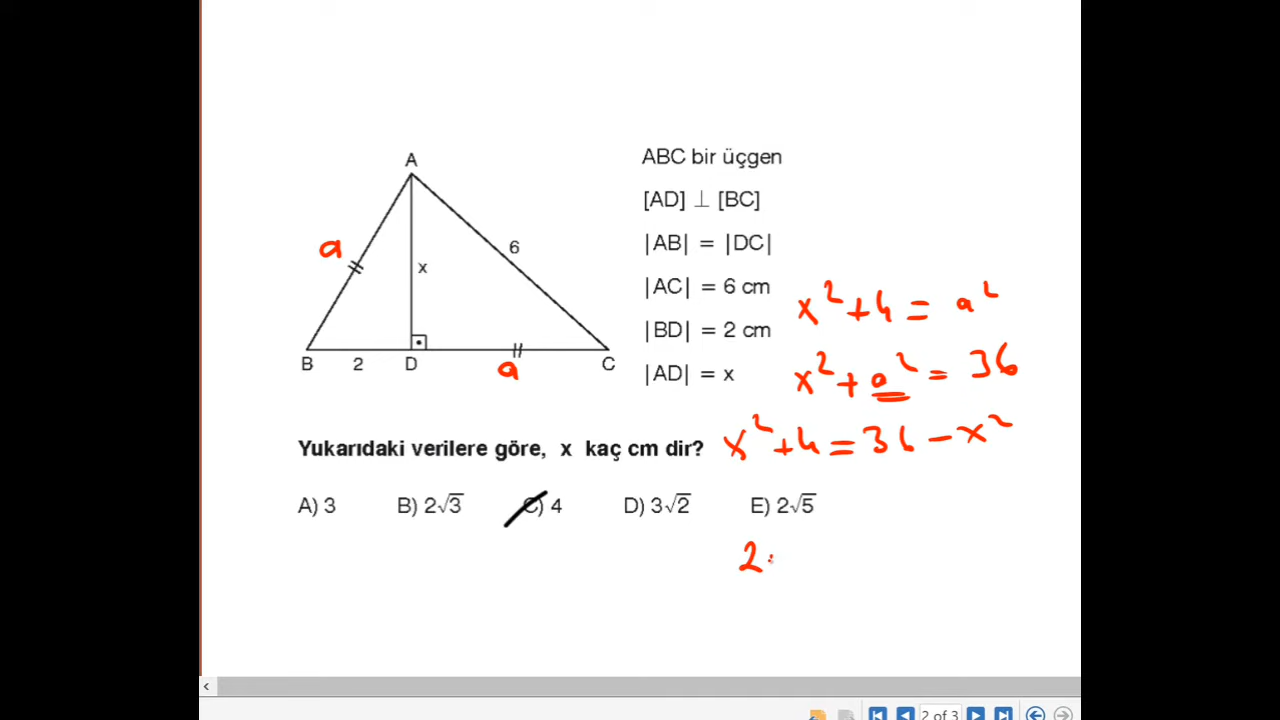 A
ABC bir üçgen
[AD] ⊥ [BC]
a
6
x
|AB| = |DC|
|AC| = 6 cm
x² + 4 = a²
|BD| = 2 cm
B 2 D a C
|AD| = x
x² + a² = 36
Yukarıdaki verilere göre, x kaç cm dir?
x² + 4 = 36 - x²
A) 3 B) 2√3 C) 4 D) 3√2 E) 2√5
2.
2 of 3